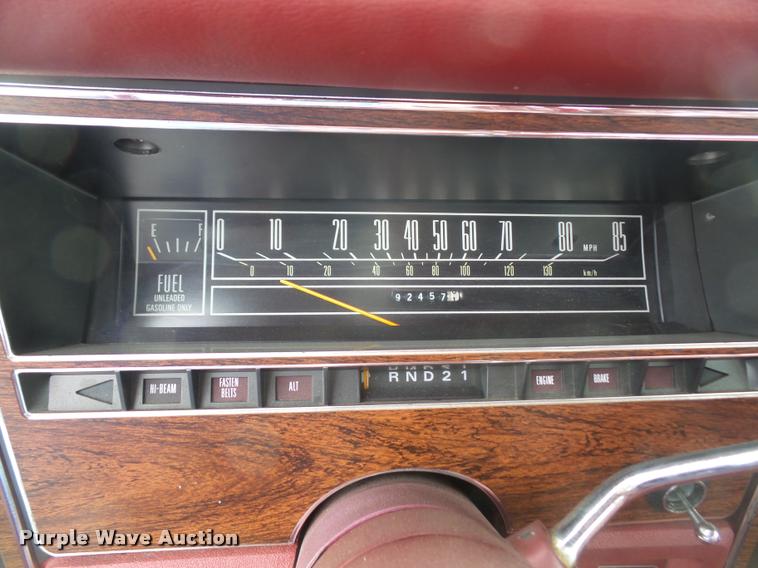 E F
FUEL
UNLEADED
GASOLINE ONLY
0 10 20 30 40 50 60 70 80 MPH 85
0 10 20 40 60 80 100 120 130 km/h
92457
HI-BEAM
FASTEN
BELTS
ALT
RND21
ENGINE
BRAKE
Purple Wave Auction